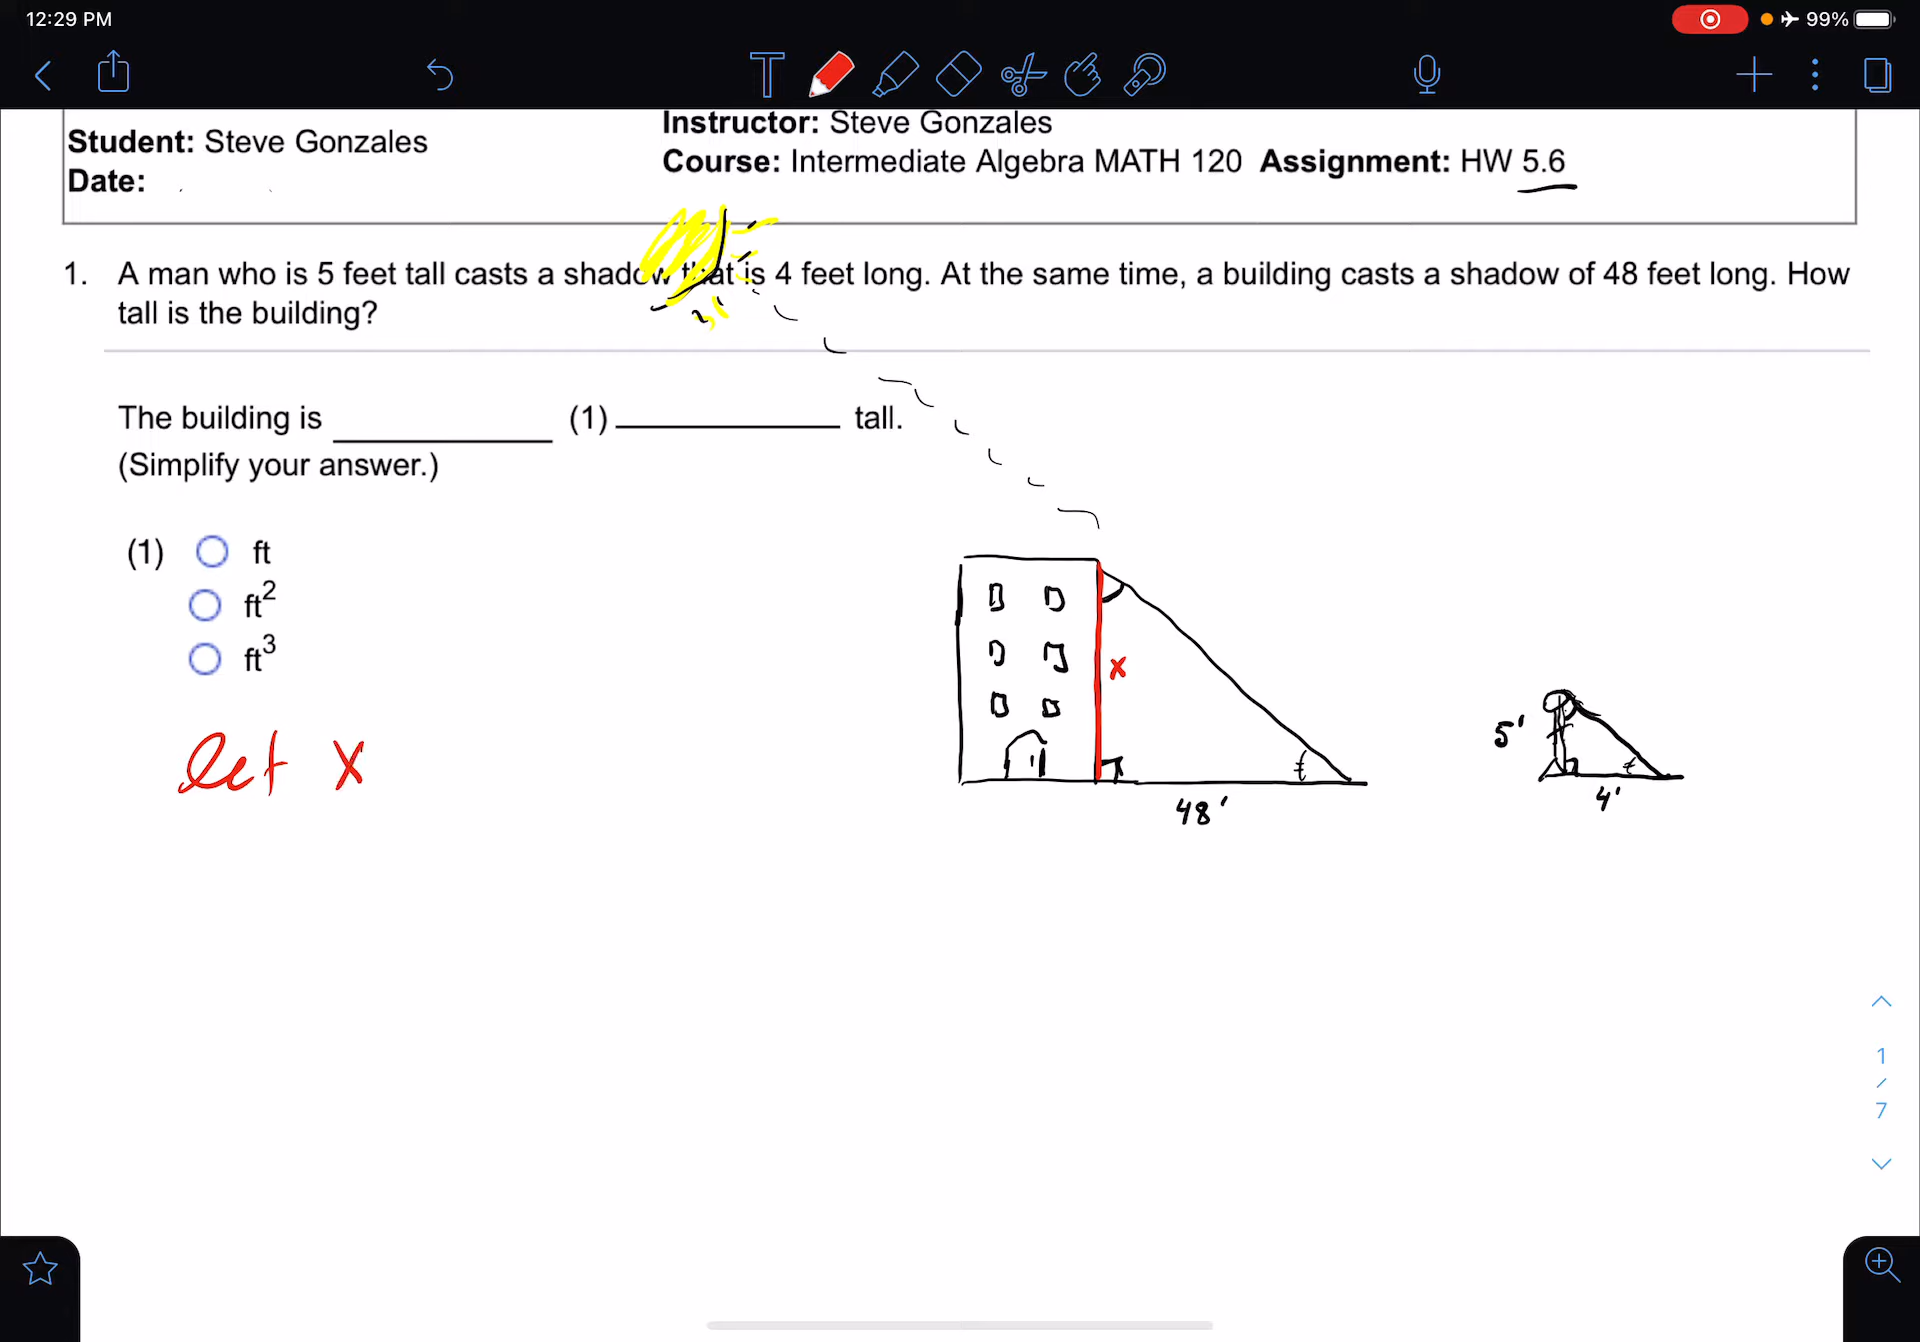 12:29 PM
99%
Student: Steve Gonzales
Date:
Instructor: Steve Gonzales
Course: Intermediate Algebra MATH 120 Assignment: HW 5.6
1. A man who is 5 feet tall casts a shadow that is 4 feet long. At the same time, a building casts a shadow of 48 feet long. How
tall is the building?
The building is ____________ (1) ____________ tall.
(Simplify your answer.)
(1) ft
ft²
ft³
let x
x
48'
5'
4'
1
/
7